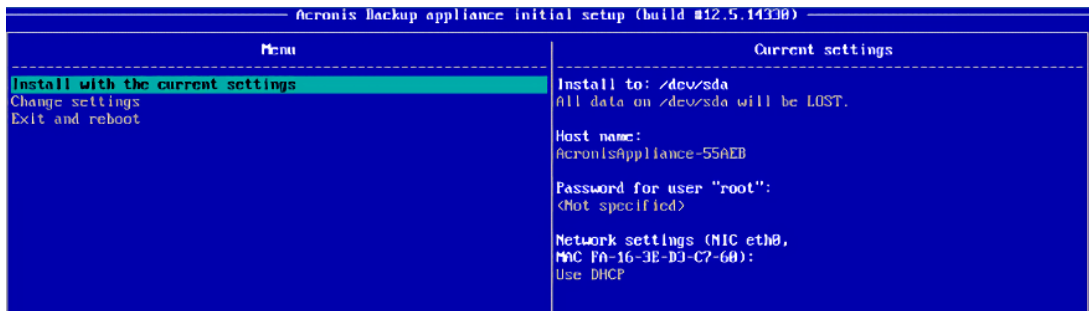 Acronis Backup appliance initial setup (build #12.5.14330)
Menu
Install with the current settings
Change settings
Exit and reboot
Current settings
Install to: /dev/sda
All data on /dev/sda will be LOST.
Host name:
AcronisAppliance-55AEB
Password for user "root":
<Not specified>
Network settings (NIC eth0,
MAC FA-16-3E-D3-C7-60):
Use DHCP